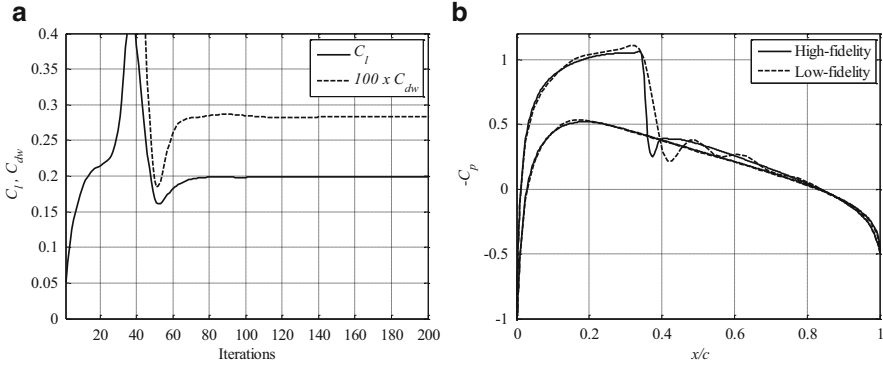 a
0.4
0.35
0.3
0.25
0.2
0.15
0.1
0.05
0
C_l, C_dw
C_l
100 x C_dw
20 40 60 80 100 120 140 160 180 200
Iterations
b
1
0.5
0
-0.5
-1
-C_p
High-fidelity
Low-fidelity
0 0.2 0.4 0.6 0.8 1
x/c